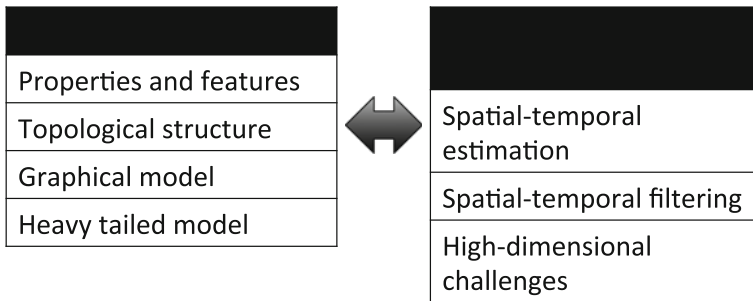 Properties and features
Topological structure
Graphical model
Heavy tailed model
Spatial-temporal
estimation
Spatial-temporal filtering
High-dimensional
challenges